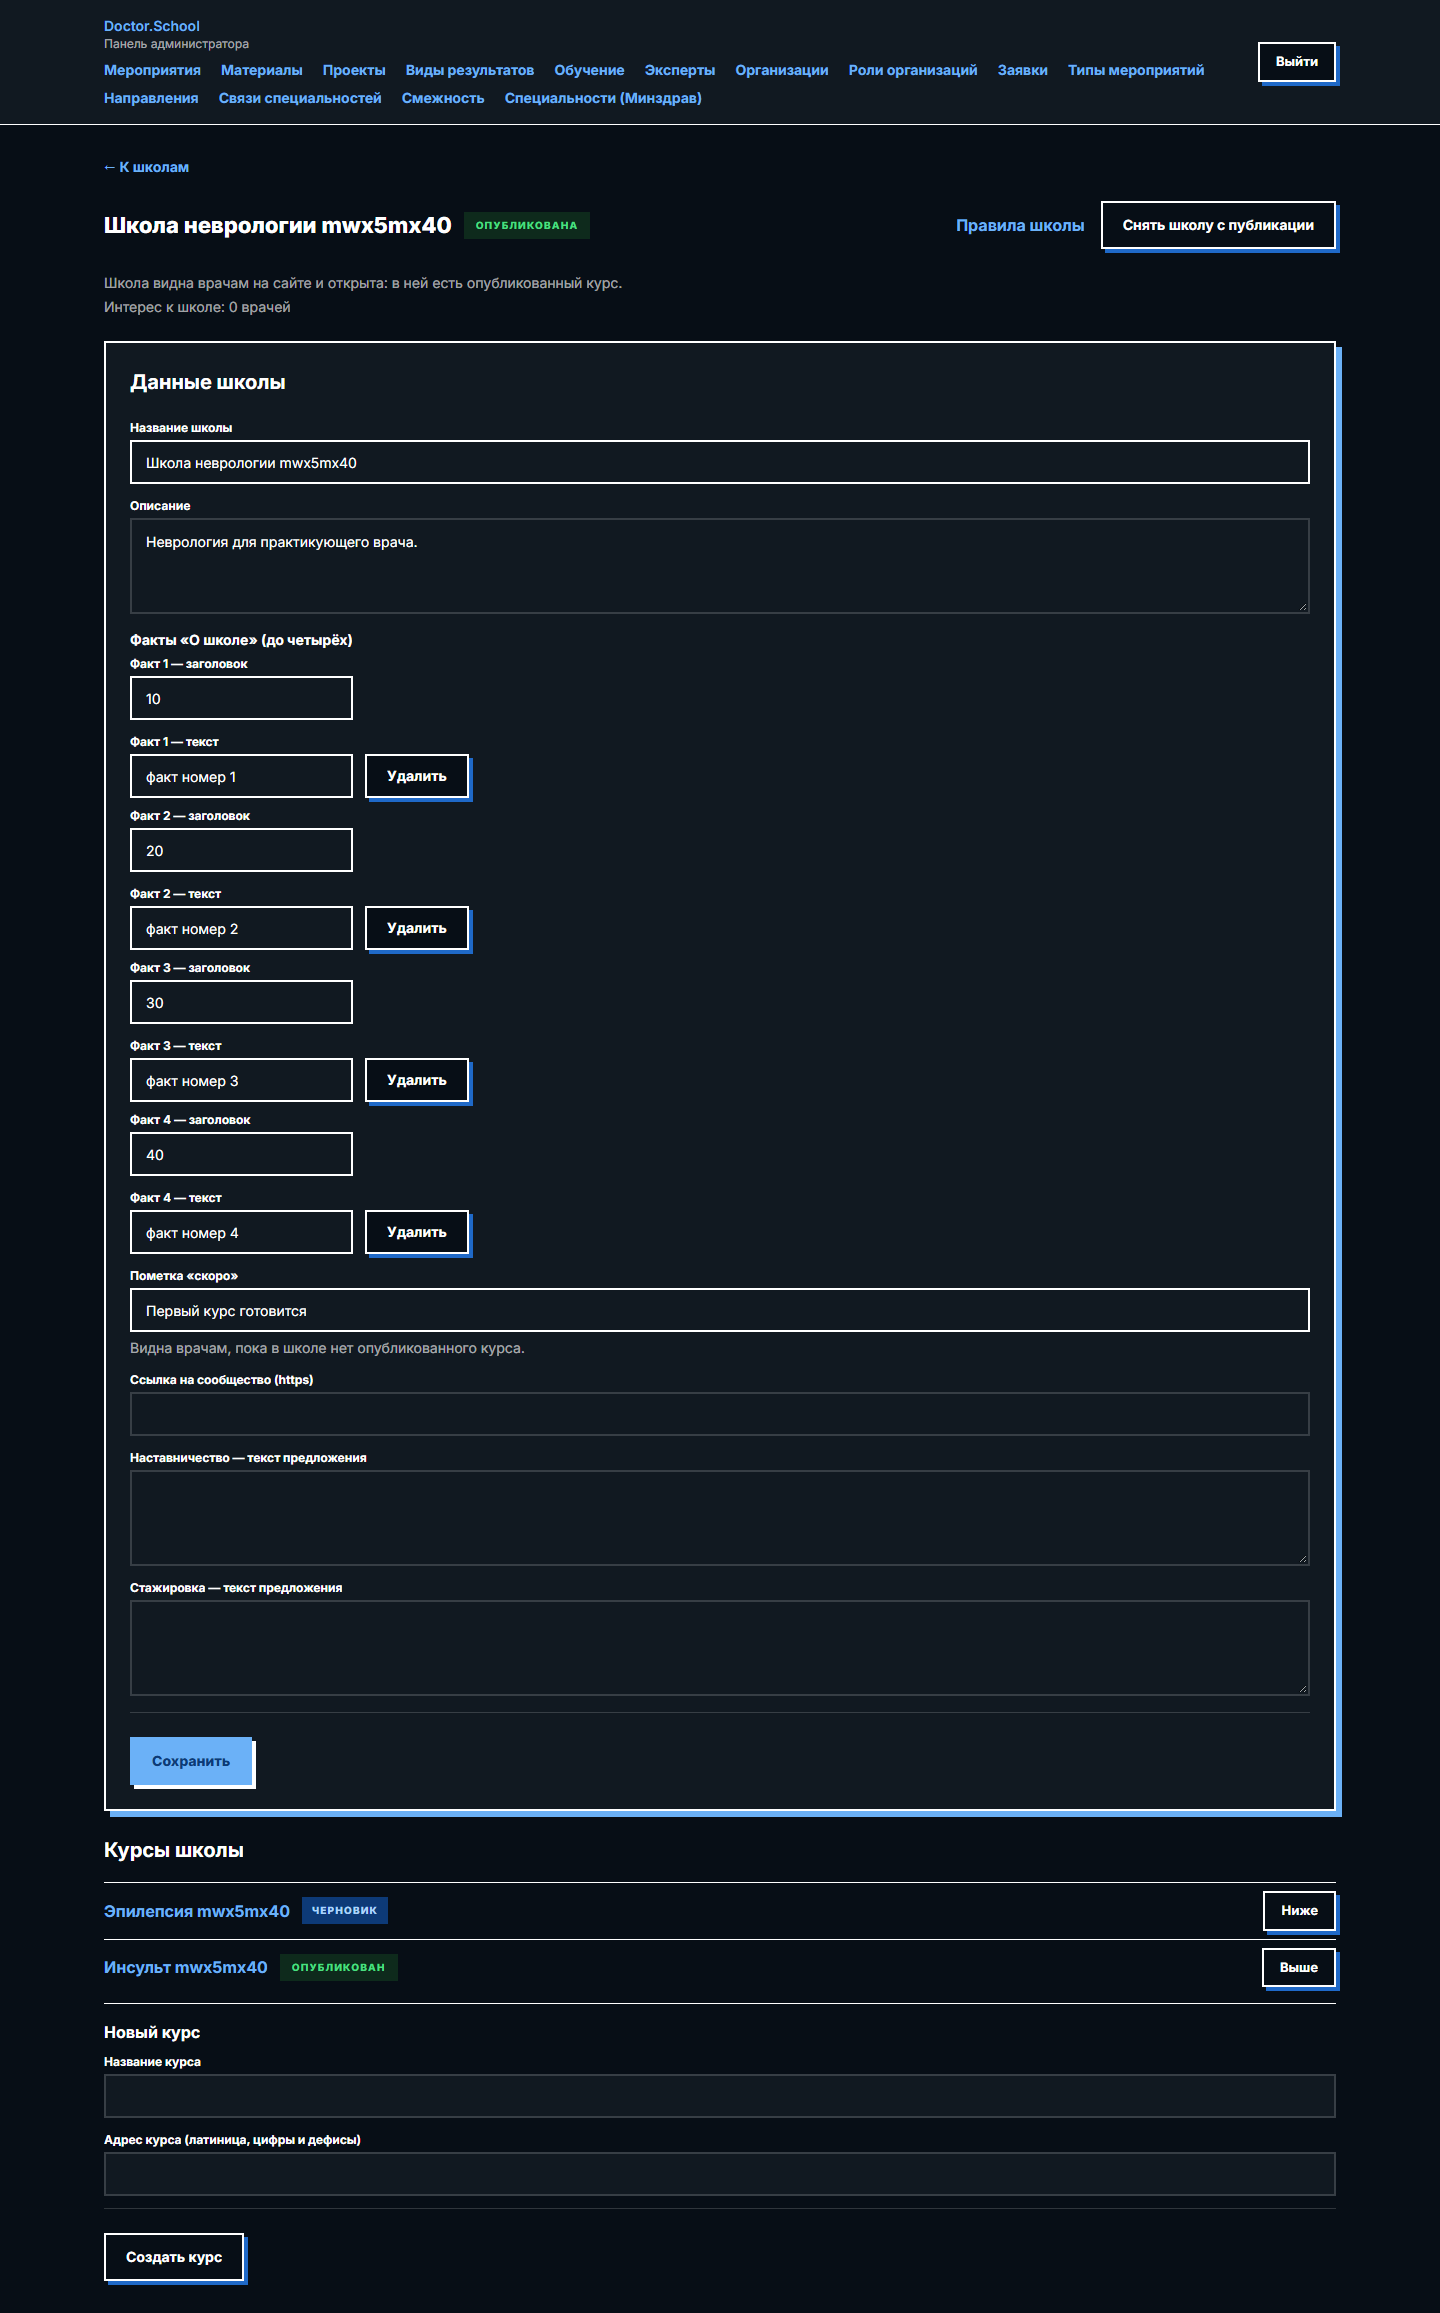 Doctor.School
Панель администратора
Мероприятия Материалы Проекты Виды результатов Обучение Эксперты Организации Роли организаций Заявки Типы мероприятий
Направления Связи специальностей Смежность Специальности (Минздрав)
Выйти
← К школам
Школа неврологии mwx5mx40 ОПУБЛИКОВАНА Правила школы Снять школу с публикации
Школа видна врачам на сайте и открыта: в ней есть опубликованный курс.
Интерес к школе: 0 врачей
Данные школы
Название школы
Школа неврологии mwx5mx40
Описание
Неврология для практикующего врача.
Факты «О школе» (до четырёх)
Факт 1 — заголовок
10
Факт 1 — текст
факт номер 1 Удалить
Факт 2 — заголовок
20
Факт 2 — текст
факт номер 2 Удалить
Факт 3 — заголовок
30
Факт 3 — текст
факт номер 3 Удалить
Факт 4 — заголовок
40
Факт 4 — текст
факт номер 4 Удалить
Пометка «скоро»
Первый курс готовится
Видна врачам, пока в школе нет опубликованного курса.
Ссылка на сообщество (https)
Наставничество — текст предложения
Стажировка — текст предложения
Сохранить
Курсы школы
Эпилепсия mwx5mx40 ЧЕРНОВИК Ниже
Инсульт mwx5mx40 ОПУБЛИКОВАН Выше
Новый курс
Название курса
Адрес курса (латиница, цифры и дефисы)
Создать курс